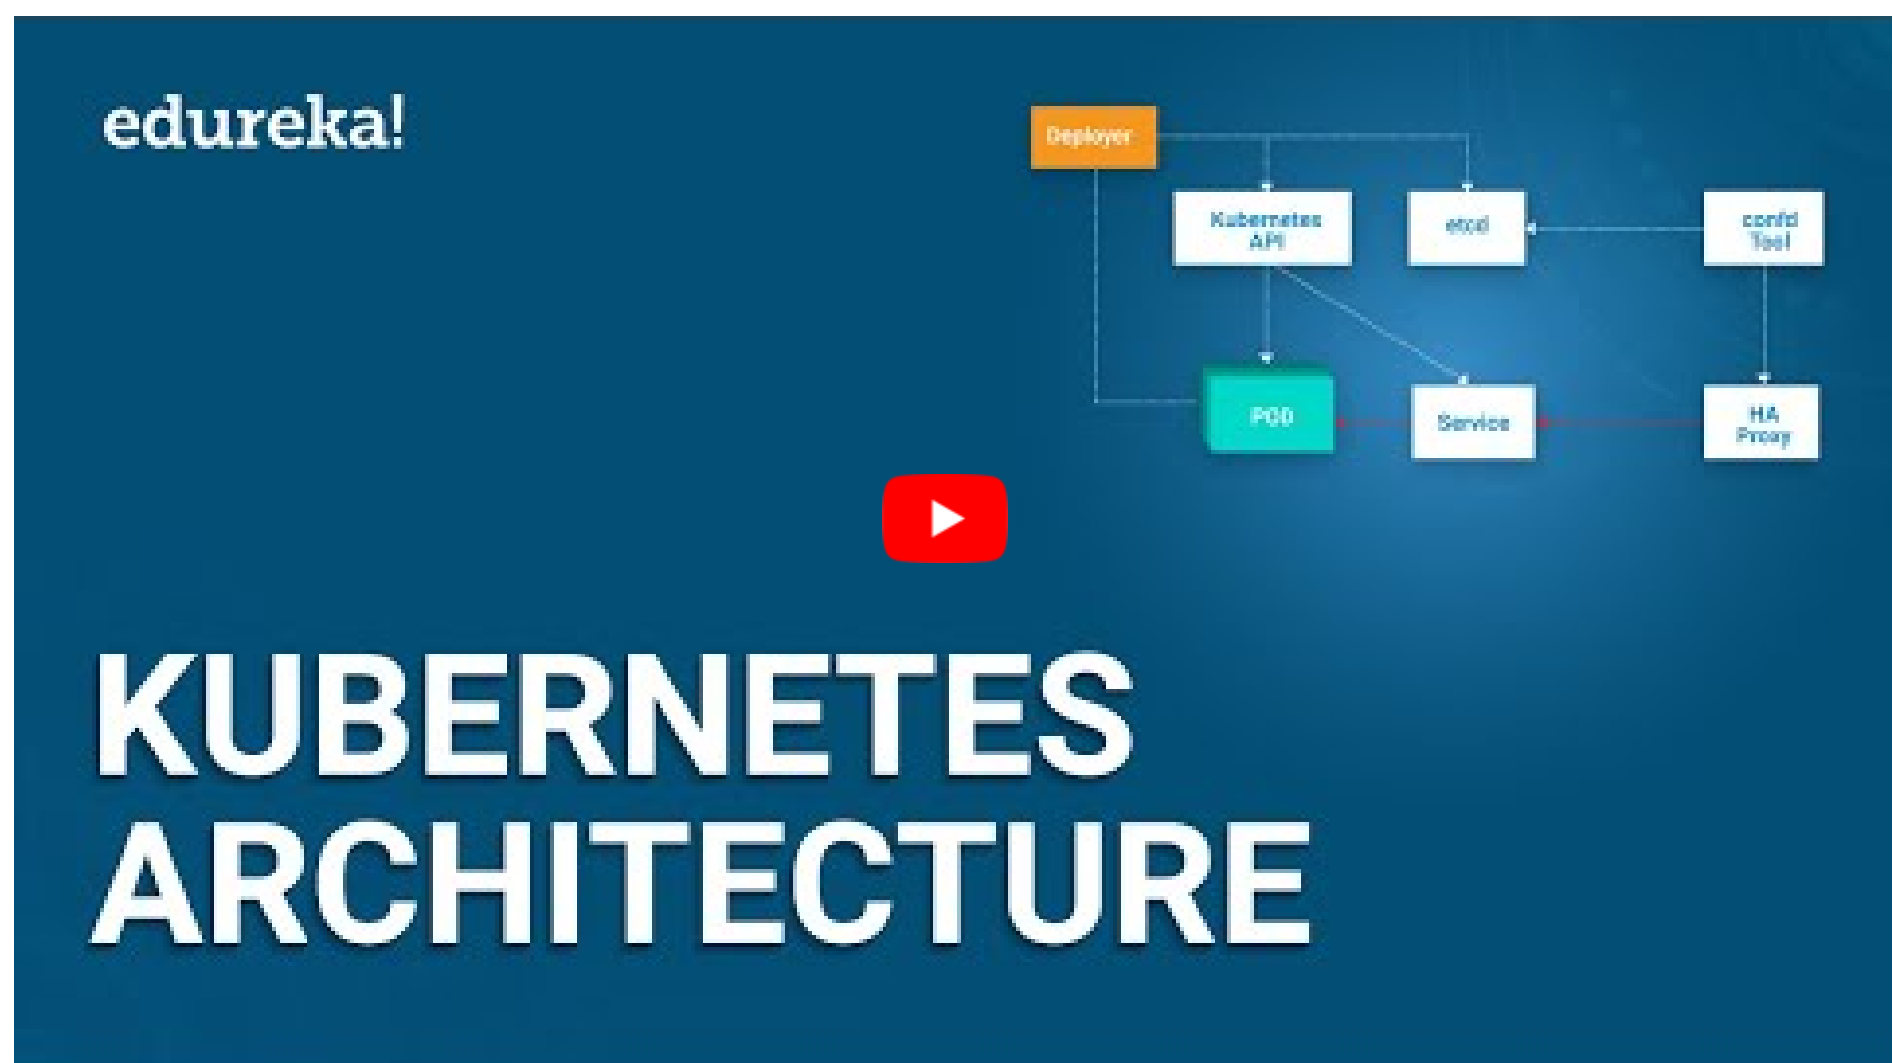 edureka!
Deployer
Kubernetes
API
etcd
confd
Tool
POD
Service
HA
Proxy
KUBERNETES
ARCHITECTURE